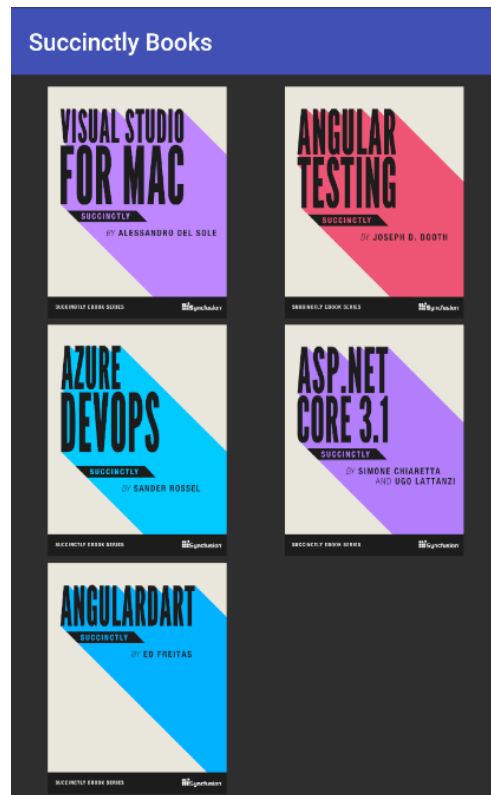 Succinctly Books
VISUAL STUDIO
FOR MAC
SUCCINCTLY
BY ALESSANDRO DEL SOLE
SUCCINCTLY EBOOK SERIES
Syncfusion
ANGULAR
TESTING
SUCCINCTLY
BY JOSEPH D. BOOTH
SUCCINCTLY EBOOK SERIES
Syncfusion
AZURE
DEVOPS
SUCCINCTLY
BY SANDER ROSSEL
SUCCINCTLY EBOOK SERIES
Syncfusion
ASP.NET
CORE 3.1
SUCCINCTLY
BY SIMONE CHIARETTA
AND UGO LATTANZI
SUCCINCTLY EBOOK SERIES
Syncfusion
ANGULARDART
SUCCINCTLY
BY ED FREITAS
SUCCINCTLY EBOOK SERIES
Syncfusion